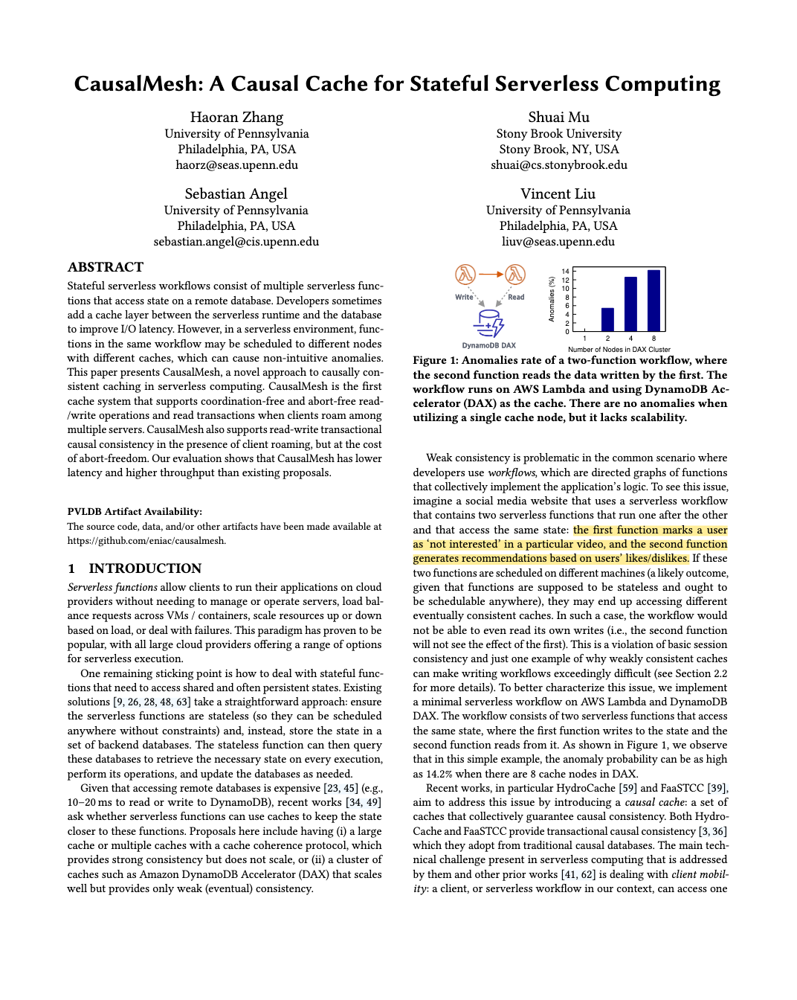 CausalMesh: A Causal Cache for Stateful Serverless Computing
Haoran Zhang
University of Pennsylvania
Philadelphia, PA, USA
haorz@seas.upenn.edu
Shuai Mu
Stony Brook University
Stony Brook, NY, USA
shuai@cs.stonybrook.edu
Sebastian Angel
University of Pennsylvania
Philadelphia, PA, USA
sebastian.angel@cis.upenn.edu
Vincent Liu
University of Pennsylvania
Philadelphia, PA, USA
liuv@seas.upenn.edu
ABSTRACT
Stateful serverless workflows consist of multiple serverless func-
tions that access state on a remote database. Developers sometimes
add a cache layer between the serverless runtime and the database
to improve I/O latency. However, in a serverless environment, func-
tions in the same workflow may be scheduled to different nodes
with different caches, which can cause non-intuitive anomalies.
This paper presents CausalMesh, a novel approach to causally con-
sistent caching in serverless computing. CausalMesh is the first
cache system that supports coordination-free and abort-free read-
/write operations and read transactions when clients roam among
multiple servers. CausalMesh also supports read-write transactional
causal consistency in the presence of client roaming, but at the cost
of abort-freedom. Our evaluation shows that CausalMesh has lower
latency and higher throughput than existing proposals.
PVLDB Artifact Availability:
The source code, data, and/or other artifacts have been made available at
https://github.com/eniac/causalmesh.
1 INTRODUCTION
Serverless functions allow clients to run their applications on cloud
providers without needing to manage or operate servers, load bal-
ance requests across VMs / containers, scale resources up or down
based on load, or deal with failures. This paradigm has proven to be
popular, with all large cloud providers offering a range of options
for serverless execution.
One remaining sticking point is how to deal with stateful func-
tions that need to access shared and often persistent states. Existing
solutions [9, 26, 28, 48, 63] take a straightforward approach: ensure
the serverless functions are stateless (so they can be scheduled
anywhere without constraints) and, instead, store the state in a
set of backend databases. The stateless function can then query
these databases to retrieve the necessary state on every execution,
perform its operations, and update the databases as needed.
Given that accessing remote databases is expensive [23, 45] (e.g.,
10–20 ms to read or write to DynamoDB), recent works [34, 49]
ask whether serverless functions can use caches to keep the state
closer to these functions. Proposals here include having (i) a large
cache or multiple caches with a cache coherence protocol, which
provides strong consistency but does not scale, or (ii) a cluster of
caches such as Amazon DynamoDB Accelerator (DAX) that scales
well but provides only weak (eventual) consistency.
Write
Read
DynamoDB DAX
Anomalies (%)
14
12
10
8
6
4
2
0
1 2 4 8
Number of Nodes in DAX Cluster
Figure 1: Anomalies rate of a two-function workflow, where
the second function reads the data written by the first. The
workflow runs on AWS Lambda and using DynamoDB Ac-
celerator (DAX) as the cache. There are no anomalies when
utilizing a single cache node, but it lacks scalability.
Weak consistency is problematic in the common scenario where
developers use workflows, which are directed graphs of functions
that collectively implement the application's logic. To see this issue,
imagine a social media website that uses a serverless workflow
that contains two serverless functions that run one after the other
and that access the same state: the first function marks a user
as 'not interested' in a particular video, and the second function
generates recommendations based on users' likes/dislikes. If these
two functions are scheduled on different machines (a likely outcome,
given that functions are supposed to be stateless and ought to
be schedulable anywhere), they may end up accessing different
eventually consistent caches. In such a case, the workflow would
not be able to even read its own writes (i.e., the second function
will not see the effect of the first). This is a violation of basic session
consistency and just one example of why weakly consistent caches
can make writing workflows exceedingly difficult (see Section 2.2
for more details). To better characterize this issue, we implement
a minimal serverless workflow on AWS Lambda and DynamoDB
DAX. The workflow consists of two serverless functions that access
the same state, where the first function writes to the state and the
second function reads from it. As shown in Figure 1, we observe
that in this simple example, the anomaly probability can be as high
as 14.2% when there are 8 cache nodes in DAX.
Recent works, in particular HydroCache [59] and FaaSTCC [39],
aim to address this issue by introducing a causal cache: a set of
caches that collectively guarantee causal consistency. Both Hydro-
Cache and FaaSTCC provide transactional causal consistency [3, 36]
which they adopt from traditional causal databases. The main tech-
nical challenge present in serverless computing that is addressed
by them and other prior works [41, 62] is dealing with client mobil-
ity: a client, or serverless workflow in our context, can access one